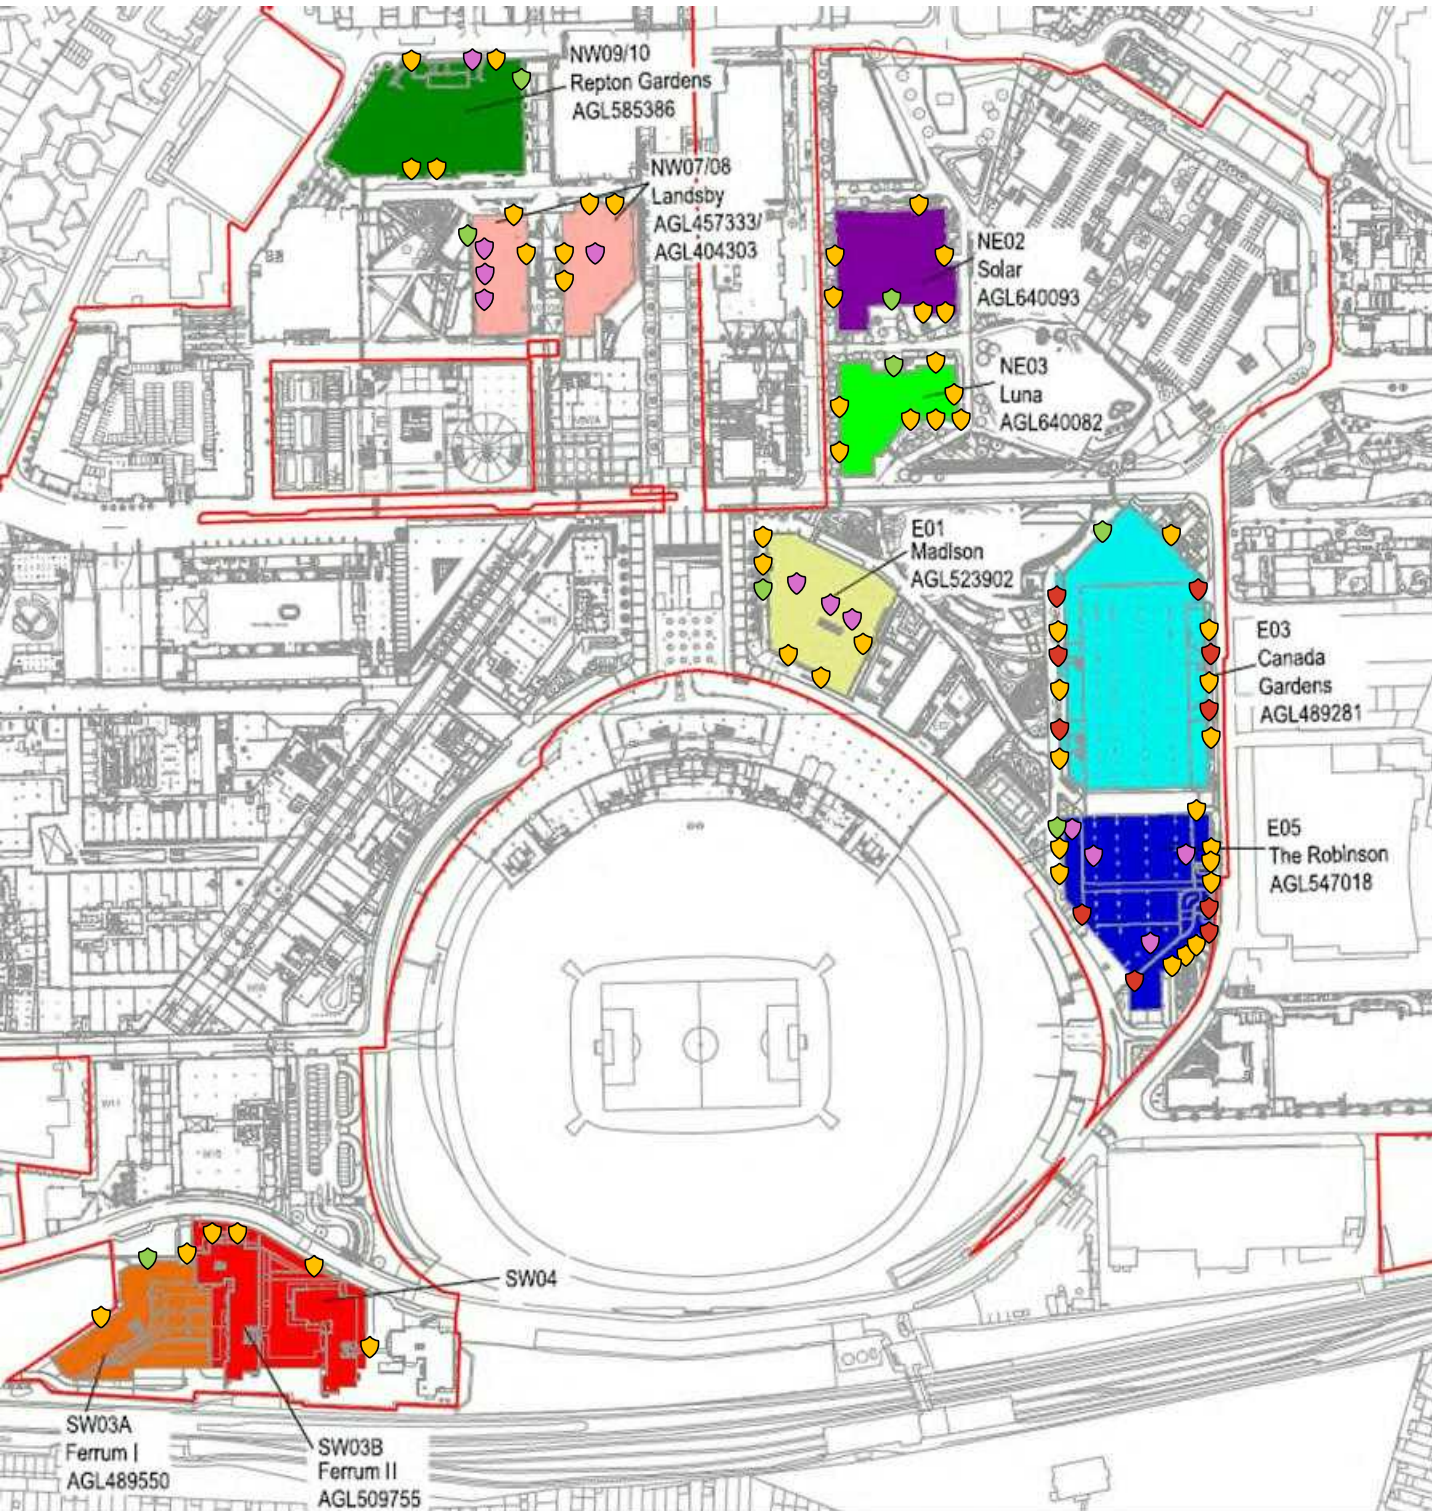 NW09/10
Repton Gardens
AGL585386
NW07/08
Landsby
AGL457333/
AGL404303
NE02
Solar
AGL640093
NE03
Luna
AGL640082
E01
Madison
AGL523902
E03
Canada
Gardens
AGL489281
E05
The Robinson
AGL547018
SW04
SW03A
Ferrum I
AGL489550
SW03B
Ferrum II
AGL509755